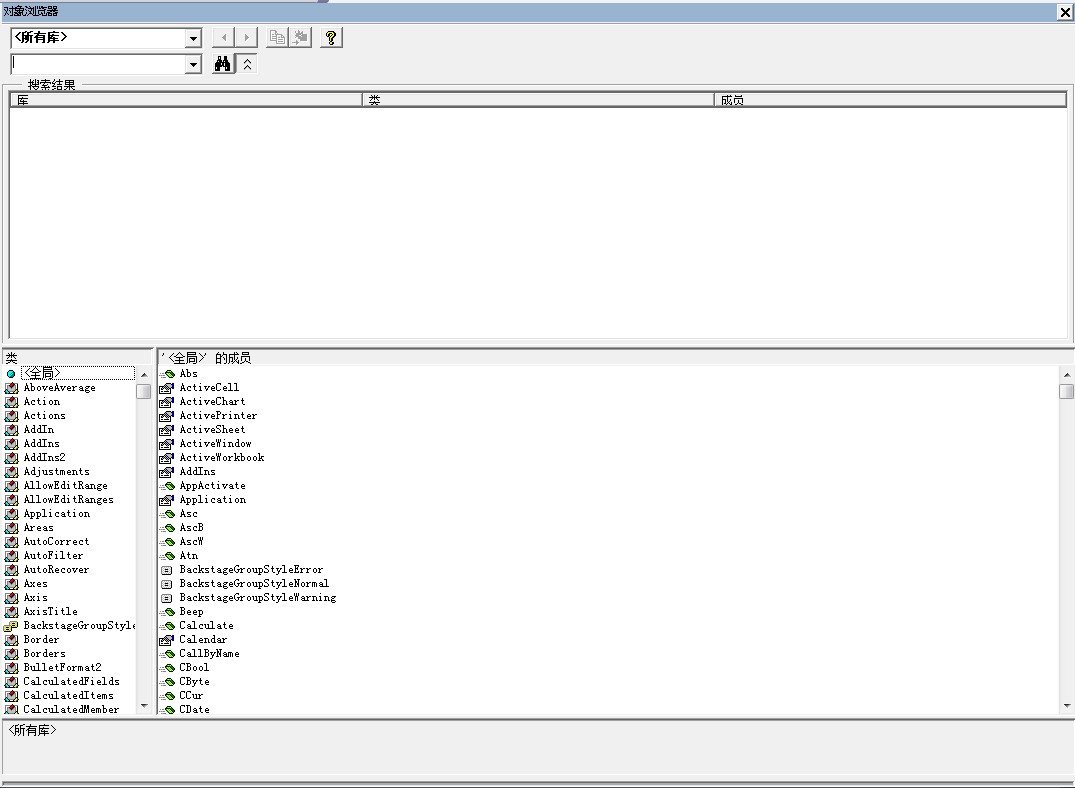 对象浏览器
<所有库>
搜索结果
库 类 成员
类
<全局>
AboveAverage
Action
Actions
AddIn
AddIns
AddIns2
Adjustments
AllowEditRange
AllowEditRanges
Application
Areas
AutoCorrect
AutoFilter
AutoRecover
Axes
Axis
AxisTitle
BackstageGroupStyle
Border
Borders
BulletFormat2
CalculatedFields
CalculatedItems
CalculatedMember
'<全局>' 的成员
Abs
ActiveCell
ActiveChart
ActivePrinter
ActiveSheet
ActiveWindow
ActiveWorkbook
AddIns
AppActivate
Application
Asc
AscB
AscW
Atn
BackstageGroupStyleError
BackstageGroupStyleNormal
BackstageGroupStyleWarning
Beep
Calculate
Calendar
CallByName
CBool
CByte
CCur
CDate
<所有库>